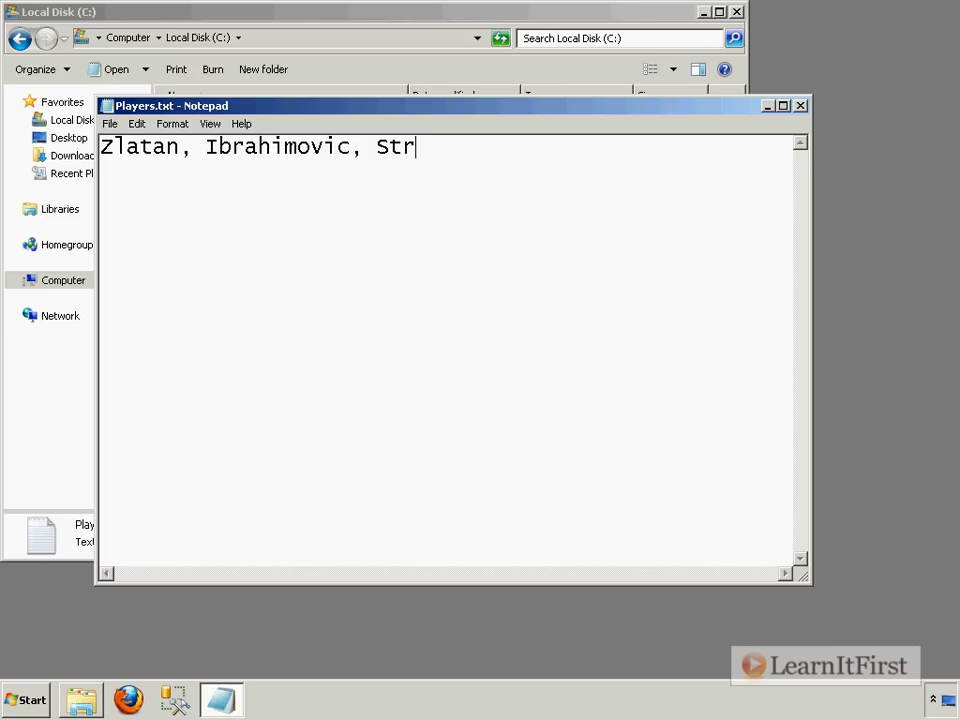 Local Disk (C:)
Computer Local Disk (C:)
Search Local Disk (C:)
Organize Open Print Burn New folder
Favorites
Local Disk
Desktop
Recent Pl
Libraries
Homegroup
Computer
Network
Players.txt - Notepad
File Edit Format View Help
Zlatan, Ibrahimovic, Str
Play
Text
LearnItFirst
Start